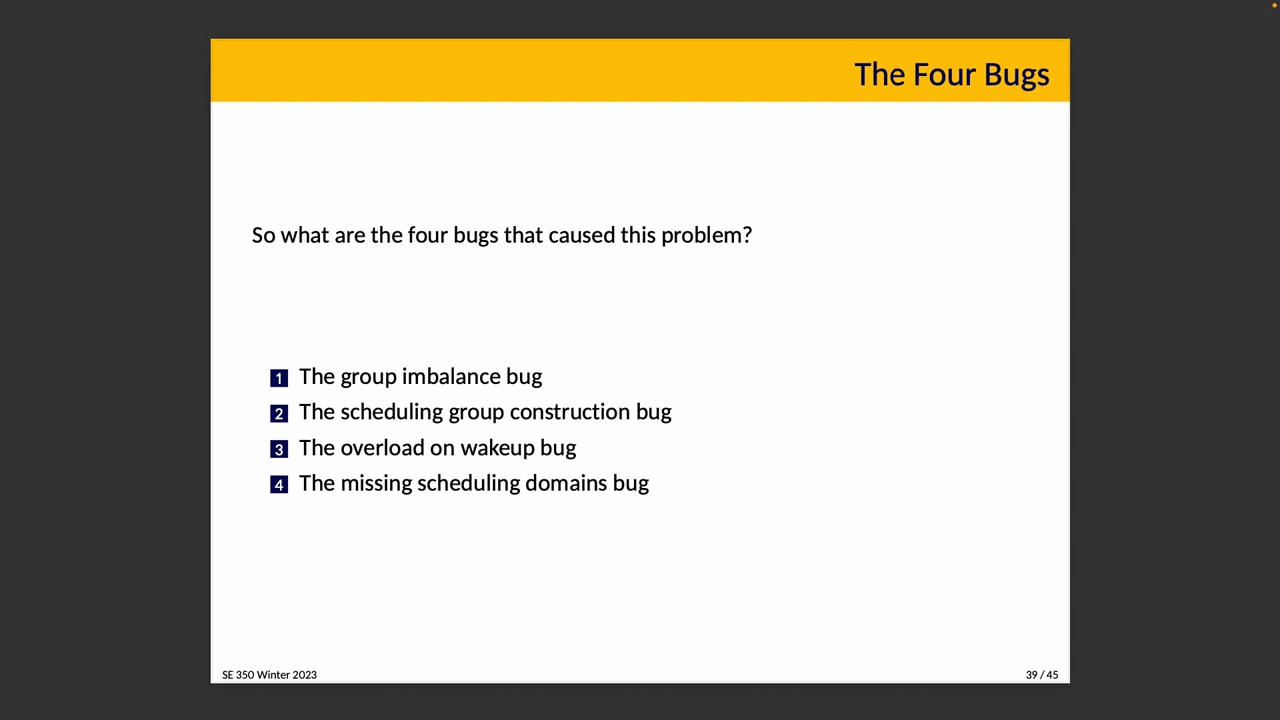 The Four Bugs
So what are the four bugs that caused this problem?
1 The group imbalance bug
2 The scheduling group construction bug
3 The overload on wakeup bug
4 The missing scheduling domains bug
SE 350 Winter 2023
39 / 45